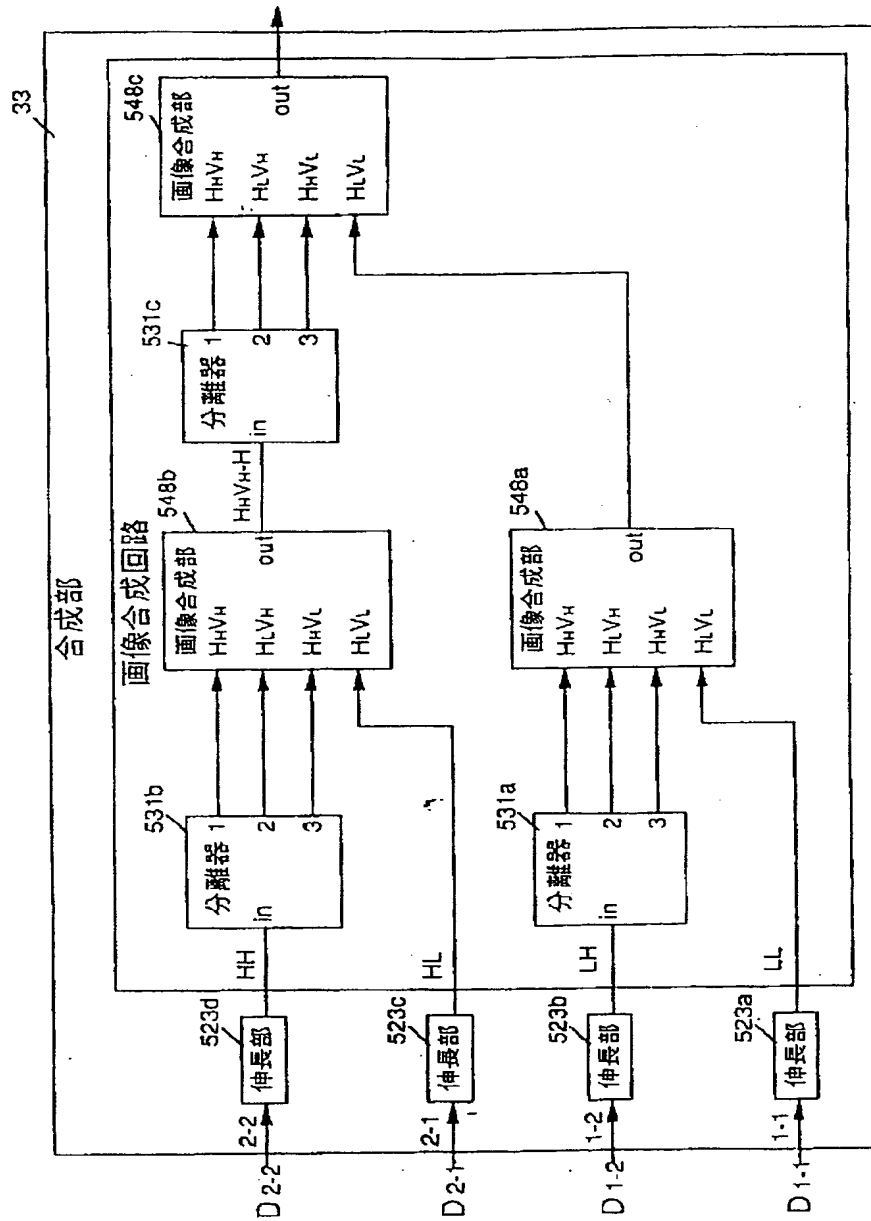 33
合成部
画像合成回路
D2-2
2-2
523d
伸長部
HH
531b
分離器
in
1
2
3
548b
画像合成部
HHVH
HLVH
HHVL
HLVL
out
HHVH-H
531c
分離器
in
1
2
3
548c
画像合成部
HHVH
HLVH
HHVL
HLVL
out
D2-1
2-1
523c
伸長部
HL
D1-2
1-2
523b
伸長部
LH
531a
分離器
in
1
2
3
548a
画像合成部
HHVH
HLVH
HHVL
HLVL
out
D1-1
1-1
523a
伸長部
LL